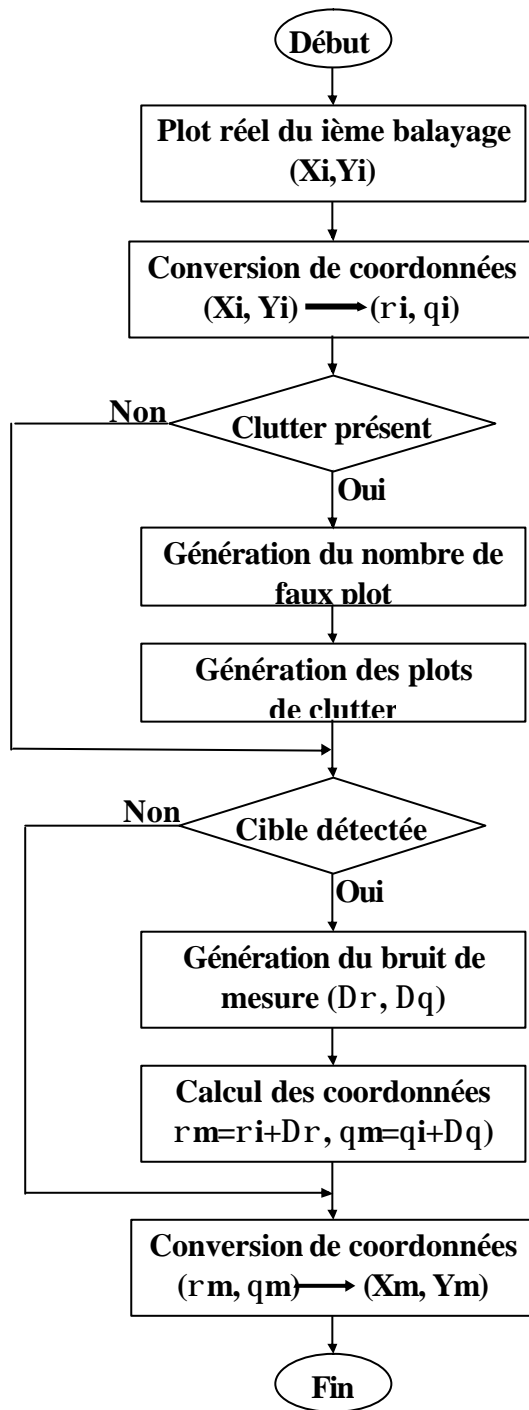 Début
Plot réel du ième balayage
(Xi,Yi)
Conversion de coordonnées
(Xi, Yi) → (ri, qi)
Non
Clutter présent
Oui
Génération du nombre de
faux plot
Génération des plots
de clutter
Non
Cible détectée
Oui
Génération du bruit de
mesure (Dr, Dq)
Calcul des coordonnées
rm=ri+Dr, qm=qi+Dq)
Conversion de coordonnées
(rm, qm) → (Xm, Ym)
Fin